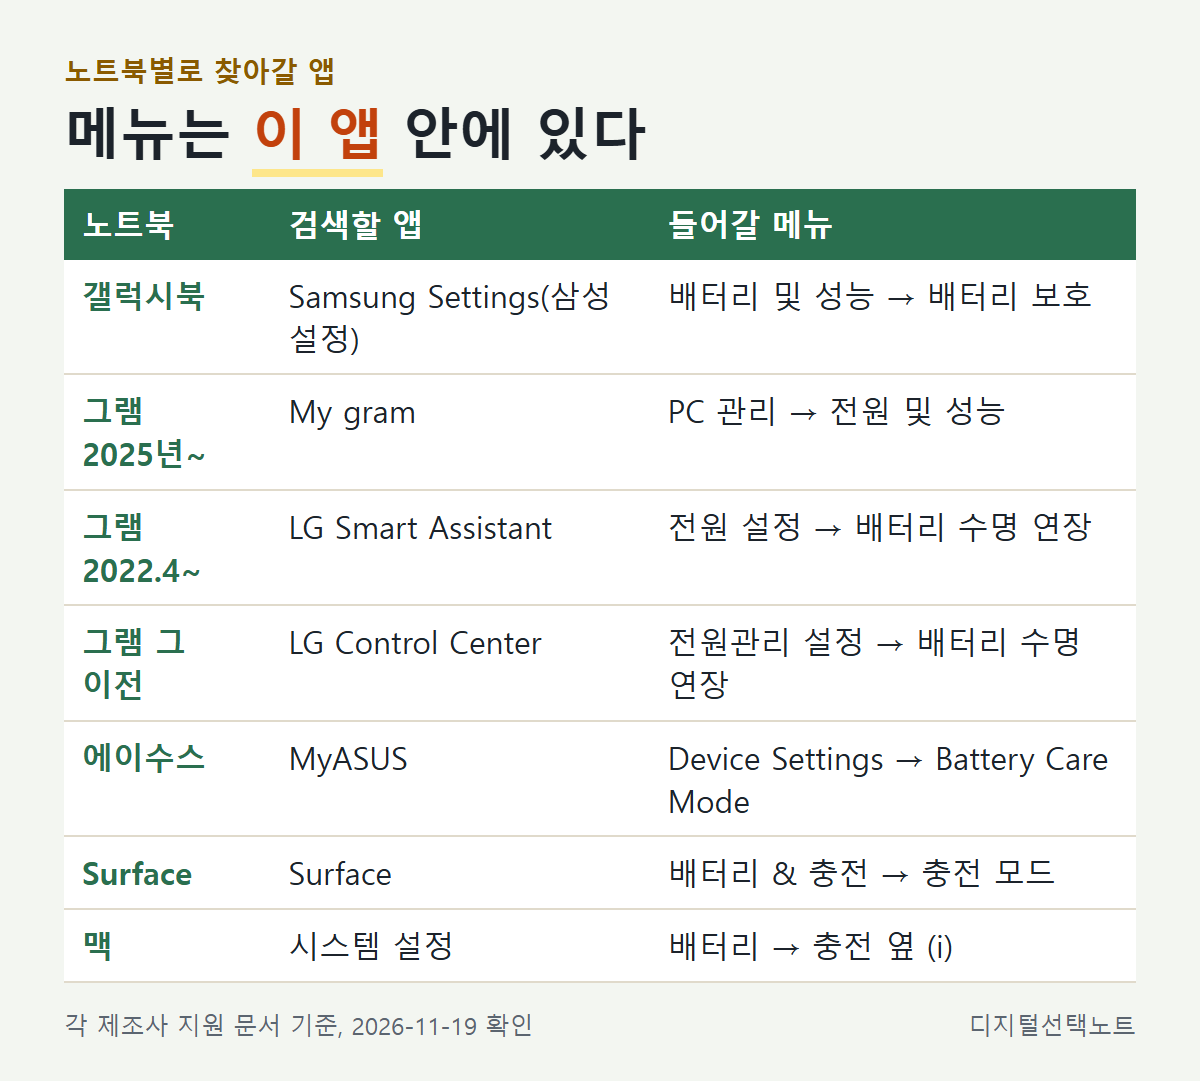 노트북별로 찾아갈 앱
메뉴는 이 앱 안에 있다
노트북 검색할 앱 들어갈 메뉴
갤럭시북 Samsung Settings(삼성 배터리 및 성능 → 배터리 보호
설정)
그램 My gram PC 관리 → 전원 및 성능
2025년~
그램 LG Smart Assistant 전원 설정 → 배터리 수명 연장
2022.4~
그램 그 LG Control Center 전원관리 설정 → 배터리 수명
이전 연장
에이수스 MyASUS Device Settings → Battery Care
Mode
Surface Surface 배터리 & 충전 → 충전 모드
맥 시스템 설정 배터리 → 충전 옆 (i)
각 제조사 지원 문서 기준, 2026-11-19 확인 디지털선택노트